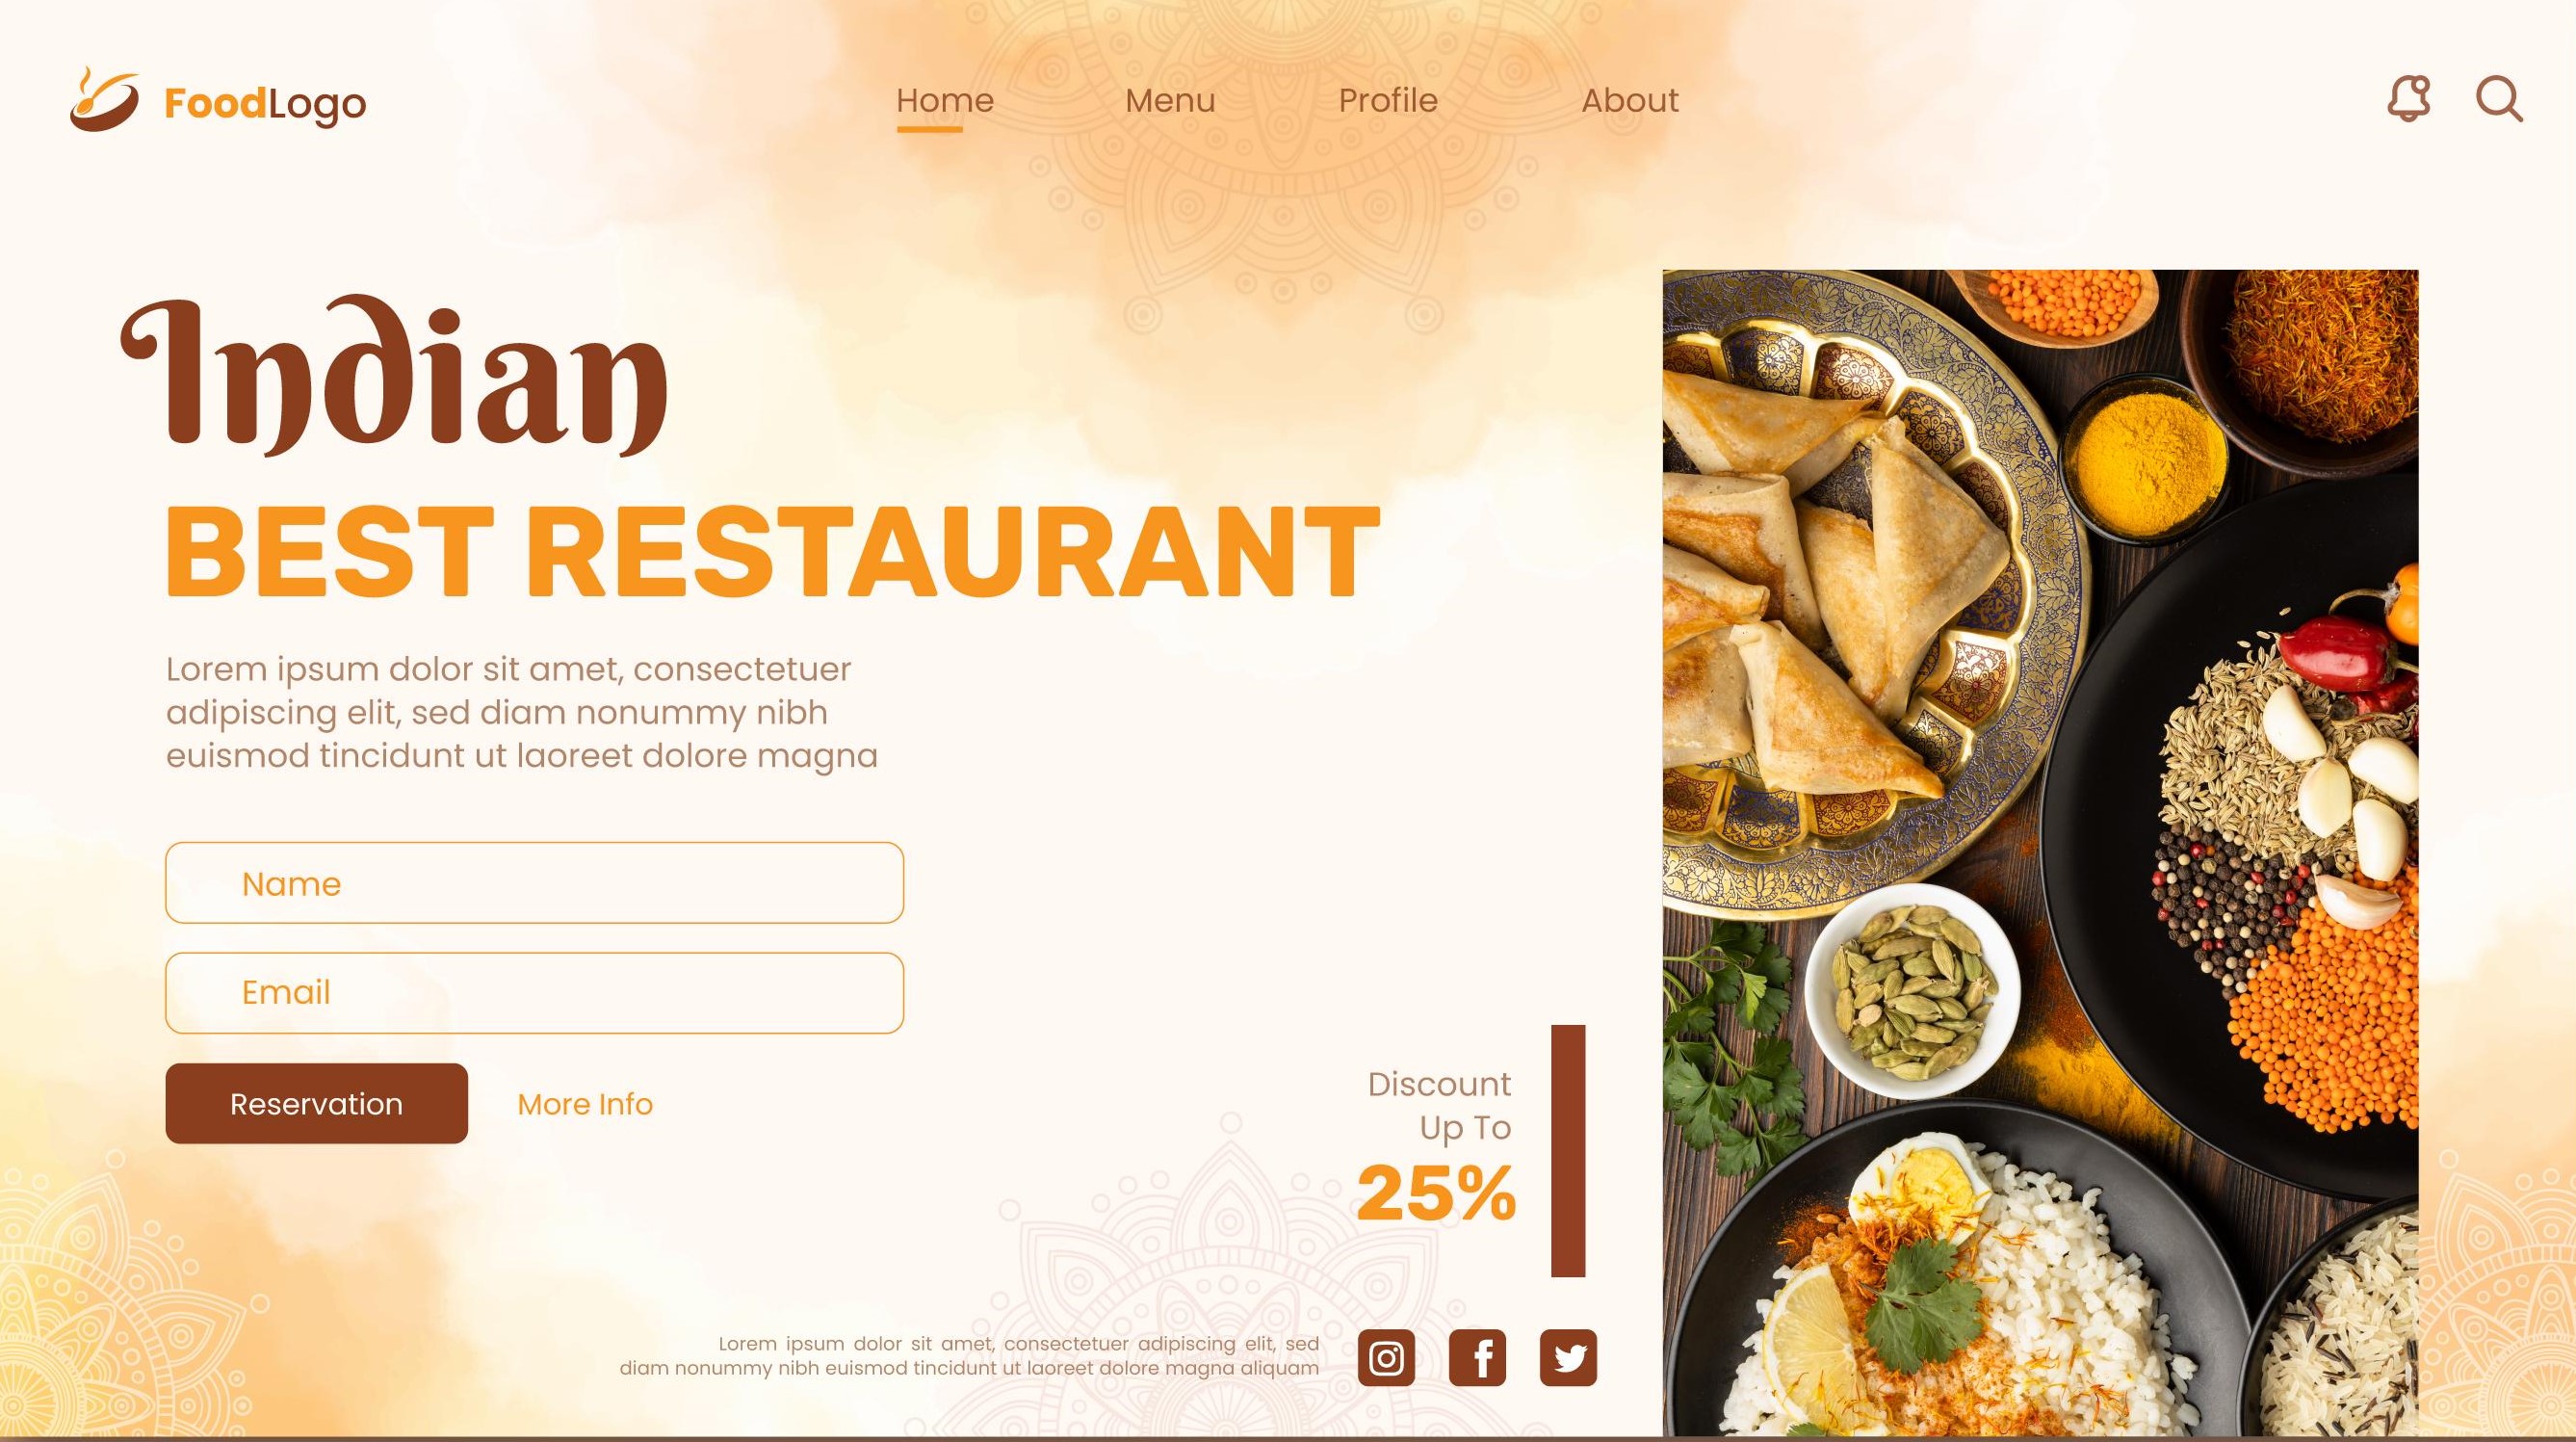 FoodLogo
Home
Menu
Profile
About
Indian
BEST RESTAURANT
Lorem ipsum dolor sit amet, consectetuer
adipiscing elit, sed diam nonummy nibh
euismod tincidunt ut laoreet dolore magna
Name
Email
Reservation
More Info
Discount
Up To
25%
Lorem ipsum dolor sit amet, consectetuer adipiscing elit, sed
diam nonummy nibh euismod tincidunt ut laoreet dolore magna aliquam